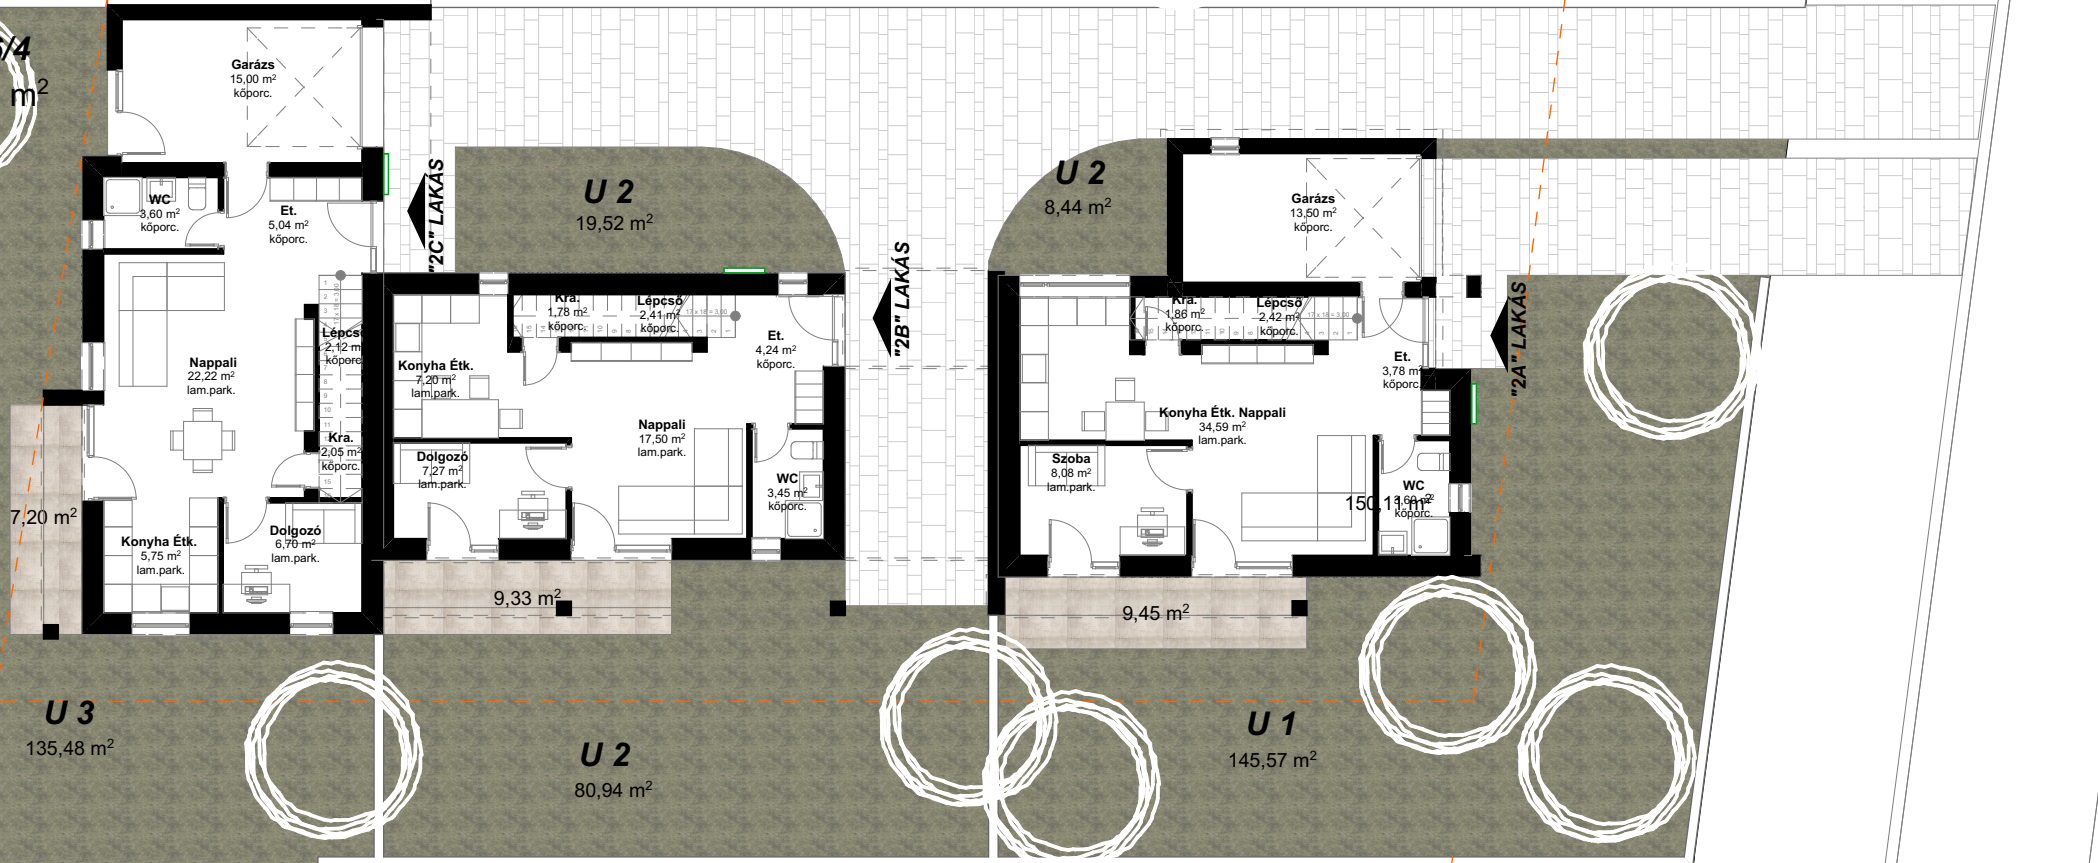 /4
m²
Garázs
15,00 m²
kőporc.
WC
3,60 m²
kőporc.
Et.
5,04 m²
kőporc.
"2C" LAKÁS
Nappali
22,22 m²
lam.park.
Lépcső
2,12 m
kőporc
Kra.
2,05 m²
kőporc.
7,20 m²
Konyha Étk.
5,75 m²
lam.park.
Dolgozó
6,70 m²
lam.park.
U 3
135,48 m²
U 2
19,52 m²
Kra.
1,78 m²
kőporc.
Lépcső
2,41 m²
kőporc.
17 x 18 = 3,00
Et.
4,24 m²
kőporc.
"2B" LAKÁS
Konyha Étk.
7,20 m²
lam.park.
Nappali
17,50 m²
lam.park.
Dolgozó
7,27 m²
lam.park.
WC
3,45 m²
kőporc.
9,33 m²
U 2
80,94 m²
U 2
8,44 m²
Garázs
13,50 m²
kőporc.
Kra.
1,86 m²
kőporc.
Lépcső
2,42 m²
kőporc.
17 x 18 = 3,00
Et.
3,78 m²
kőporc.
"2A" LAKÁS
Konyha Étk. Nappali
34,59 m²
lam.park.
Szoba
8,08 m²
lam.park.
WC
kőporc.
150,11 m²
9,45 m²
U 1
145,57 m²